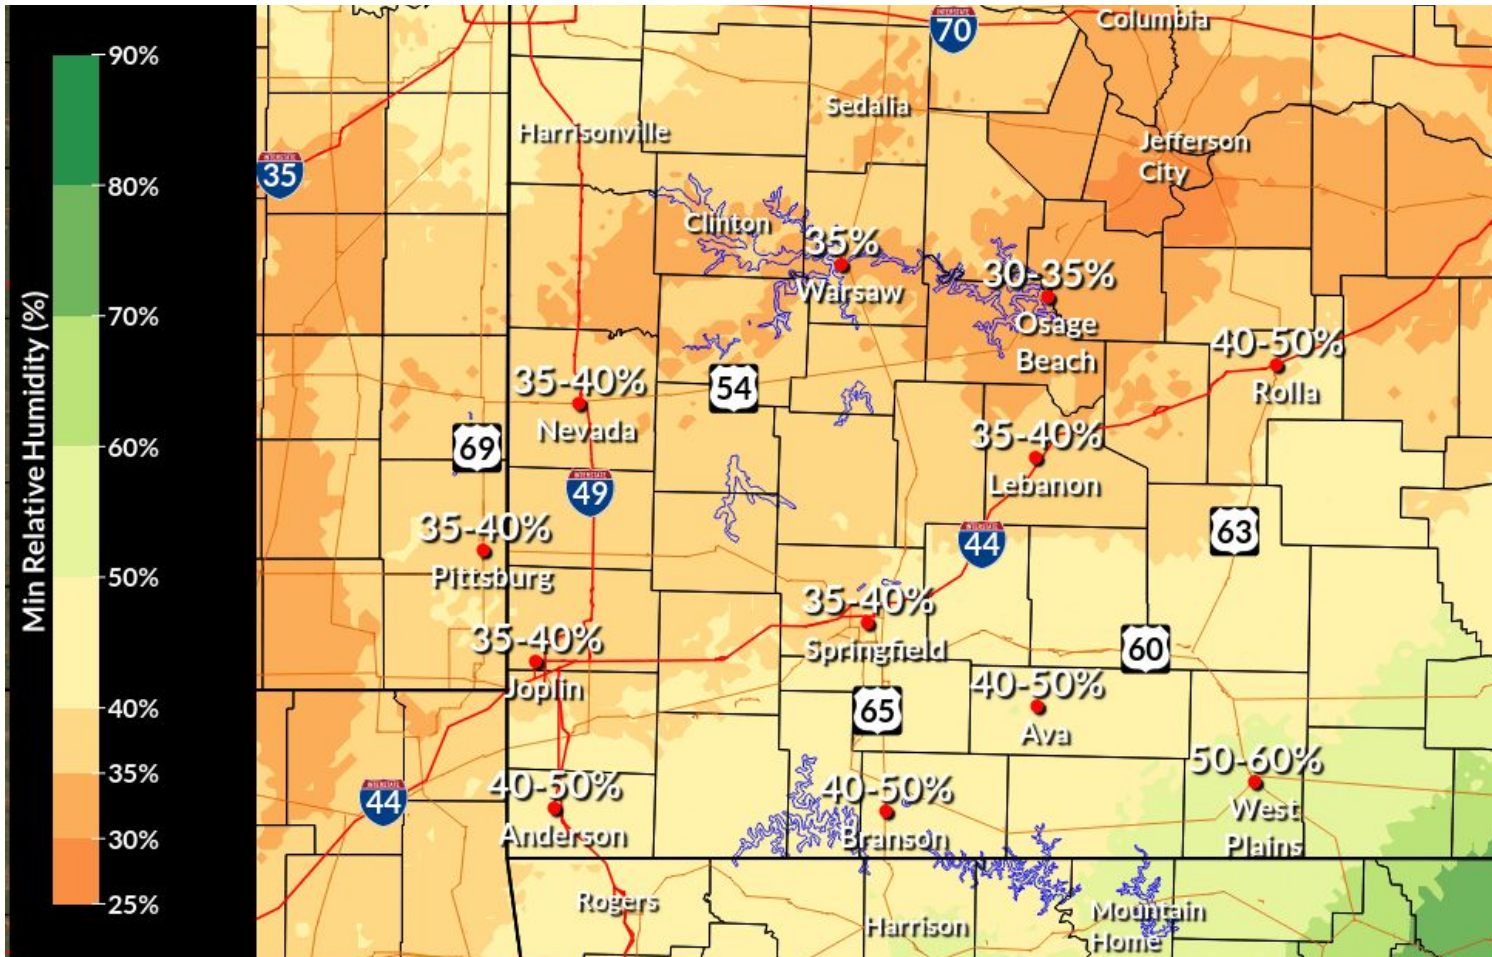 Min Relative Humidity (%)
90%
80%
70%
60%
50%
40%
35%
30%
25%
70
Columbia
Sedalia
Harrisonville
Jefferson
City
35
Clinton
35%
Warsaw
30-35%
Osage
Beach
40-50%
Rolla
35-40%
Nevada
54
69
35-40%
Lebanon
49
63
35-40%
Pittsburg
44
35-40%
Springfield
35-40%
Joplin
60
40-50%
Ava
65
50-60%
West
Plains
44
40-50%
Anderson
40-50%
Branson
Rogers
Harrison
Mountain
Home